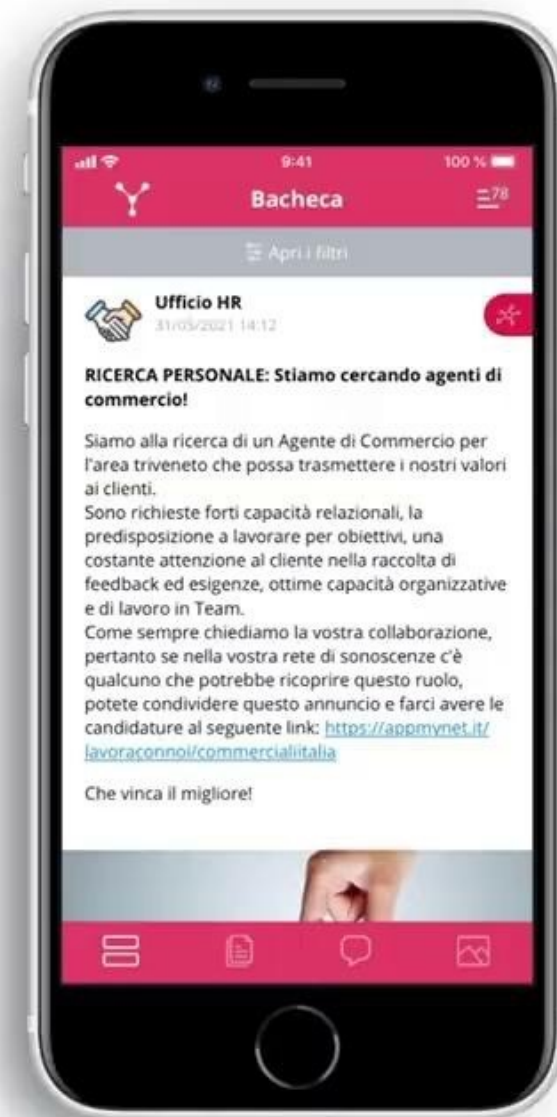 9:41
100 %
Bacheca
78
Apri i filtri
Ufficio HR
31/05/2021 14:12
RICERCA PERSONALE: Stiamo cercando agenti di
commercio!
Siamo alla ricerca di un Agente di Commercio per
l'area triveneto che possa trasmettere i nostri valori
ai clienti.
Sono richieste forti capacità relazionali, la
predisposizione a lavorare per obiettivi, una
costante attenzione al cliente nella raccolta di
feedback ed esigenze, ottime capacità organizzative
e di lavoro in Team.
Come sempre chiediamo la vostra collaborazione,
pertanto se nella vostra rete di sonoscenze c'è
qualcuno che potrebbe ricoprire questo ruolo,
potete condividere questo annuncio e farci avere le
candidature al seguente link: https://appmynet.it/
lavoraconnoi/commercialiitalia
Che vinca il migliore!